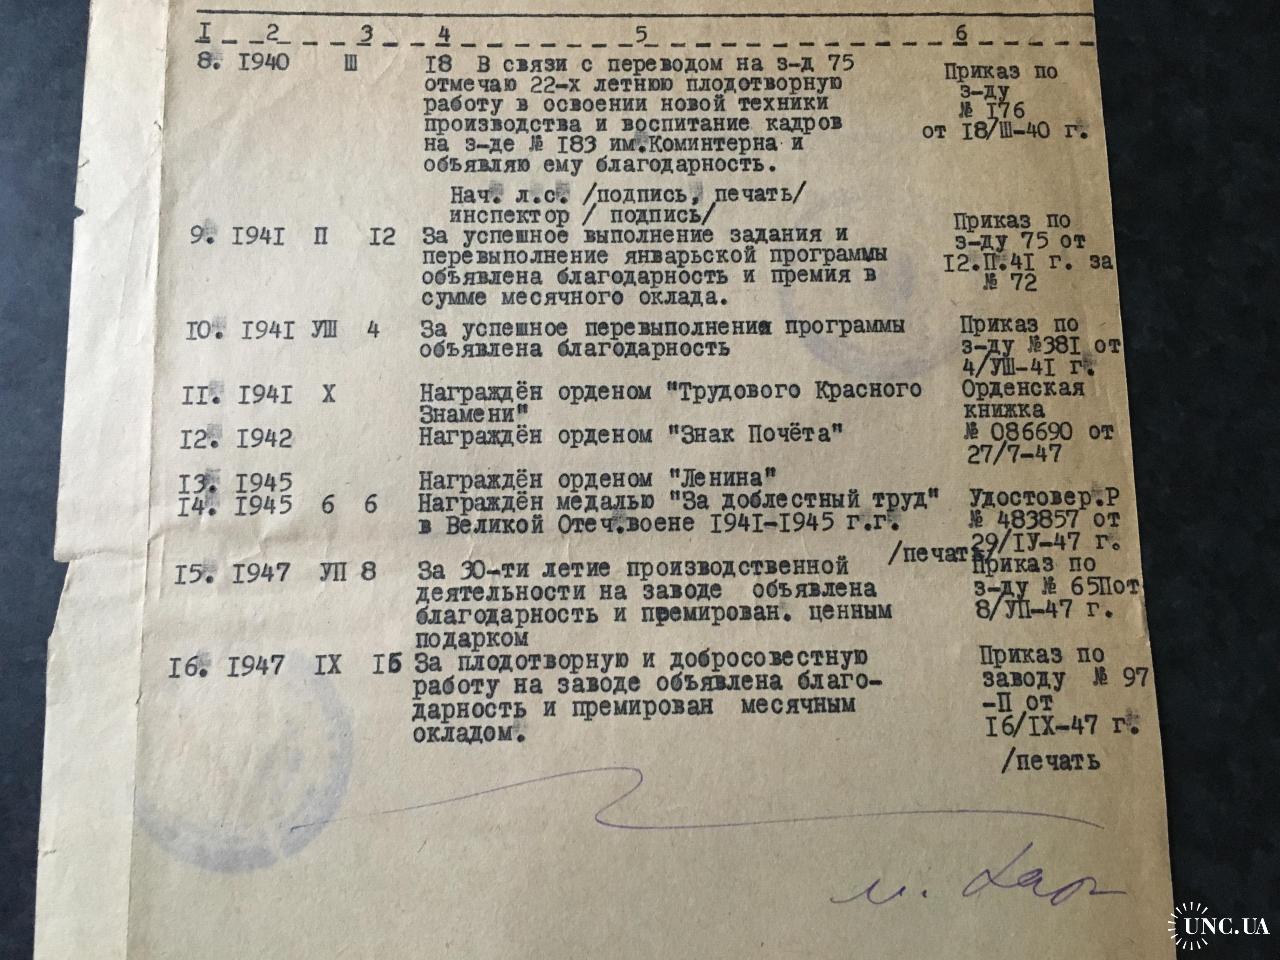 I 2 3 4 5 6
8. I940 Ш I8 В связи с переводом на з-д 75
отмечаю 22-х летнюю плодотворную
работу в освоении новой техники
производства и воспитание кадров
на з-де № I83 им.Коминтерна и
объявляю ему благодарность.
Приказ по
з-ду
№ I76
от I8/Ш-40 г.
Нач. л.с. /подпись, печать/
инспектор / подпись/
9. I94I П I2 За успешное выполнение задания и
перевыполнение январьской программы
объявлена благодарность и премия в
сумме месячного оклада.
Приказ по
з-ду 75 от
I2.П.4I г. за
№ 72
IO. I94I УШ 4 За успешное перевыполнения программы
объявлена благодарность
Приказ по
з-ду №38I от
4/УШ-4I г.
II. I94I X Награждён орденом "Трудового Красного
Знамени"
Орденская
книжка
I2. I942 Награждён орденом "Знак Почёта"
№ 086690 от
27/7-47
I3. I945 Награждён орденом "Ленина"
I4. I945 6 6 Награждён медалью "За доблестный труд"
в Великой Отеч.воене I94I-I945 г.г.
Удостовер.Р
№ 483857 от
29/IУ-47 г.
/печать/
I5. I947 УП 8 За 30-ти летие производственной
деятельности на заводе объявлена
благодарность и премирован. ценным
подарком
Приказ по
з-ду № 65Пот
8/УП-47 г.
I6. I947 IX I6 За плодотворную и добросовестную
работу на заводе объявлена благо-
дарность и премирован месячным
окладом.
Приказ по
заводу № 97
-П от
I6/IX-47 г.
/печать
UNC.UA